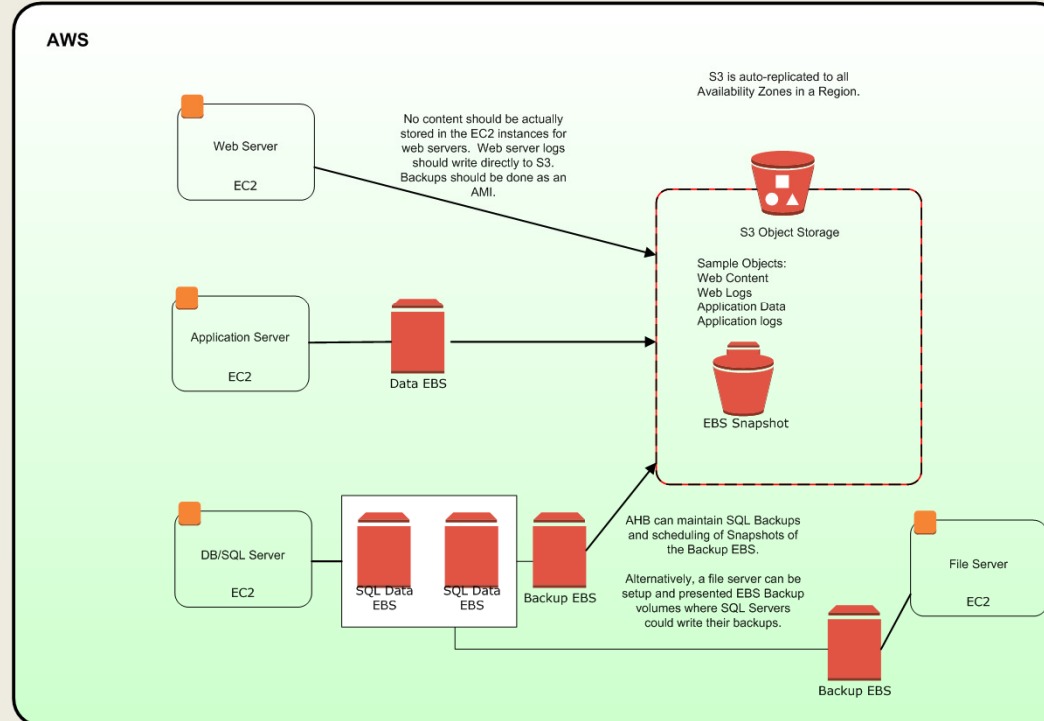 AWS
S3 is auto-replicated to all
Availability Zones in a Region.
No content should be actually
stored in the EC2 instances for
web servers. Web server logs
should write directly to S3.
Backups should be done as an
AMI.
Web Server
EC2
S3 Object Storage
Sample Objects:
Web Content
Web Logs
Application Data
Application logs
Application Server
EC2
Data EBS
EBS Snapshot
DB/SQL Server
EC2
SQL Data
EBS
SQL Data
EBS
Backup EBS
AHB can maintain SQL Backups
and scheduling of Snapshots of
the Backup EBS.
Alternatively, a file server can be
setup and presented EBS Backup
volumes where SQL Servers
could write their backups.
File Server
EC2
Backup EBS